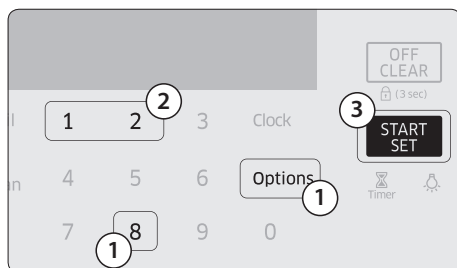 OFF
CLEAR
(3 sec)
2
3
l
1 2 3 Clock
START
SET
n
4 5 6 Options
1
Timer
7 8 9 0
1